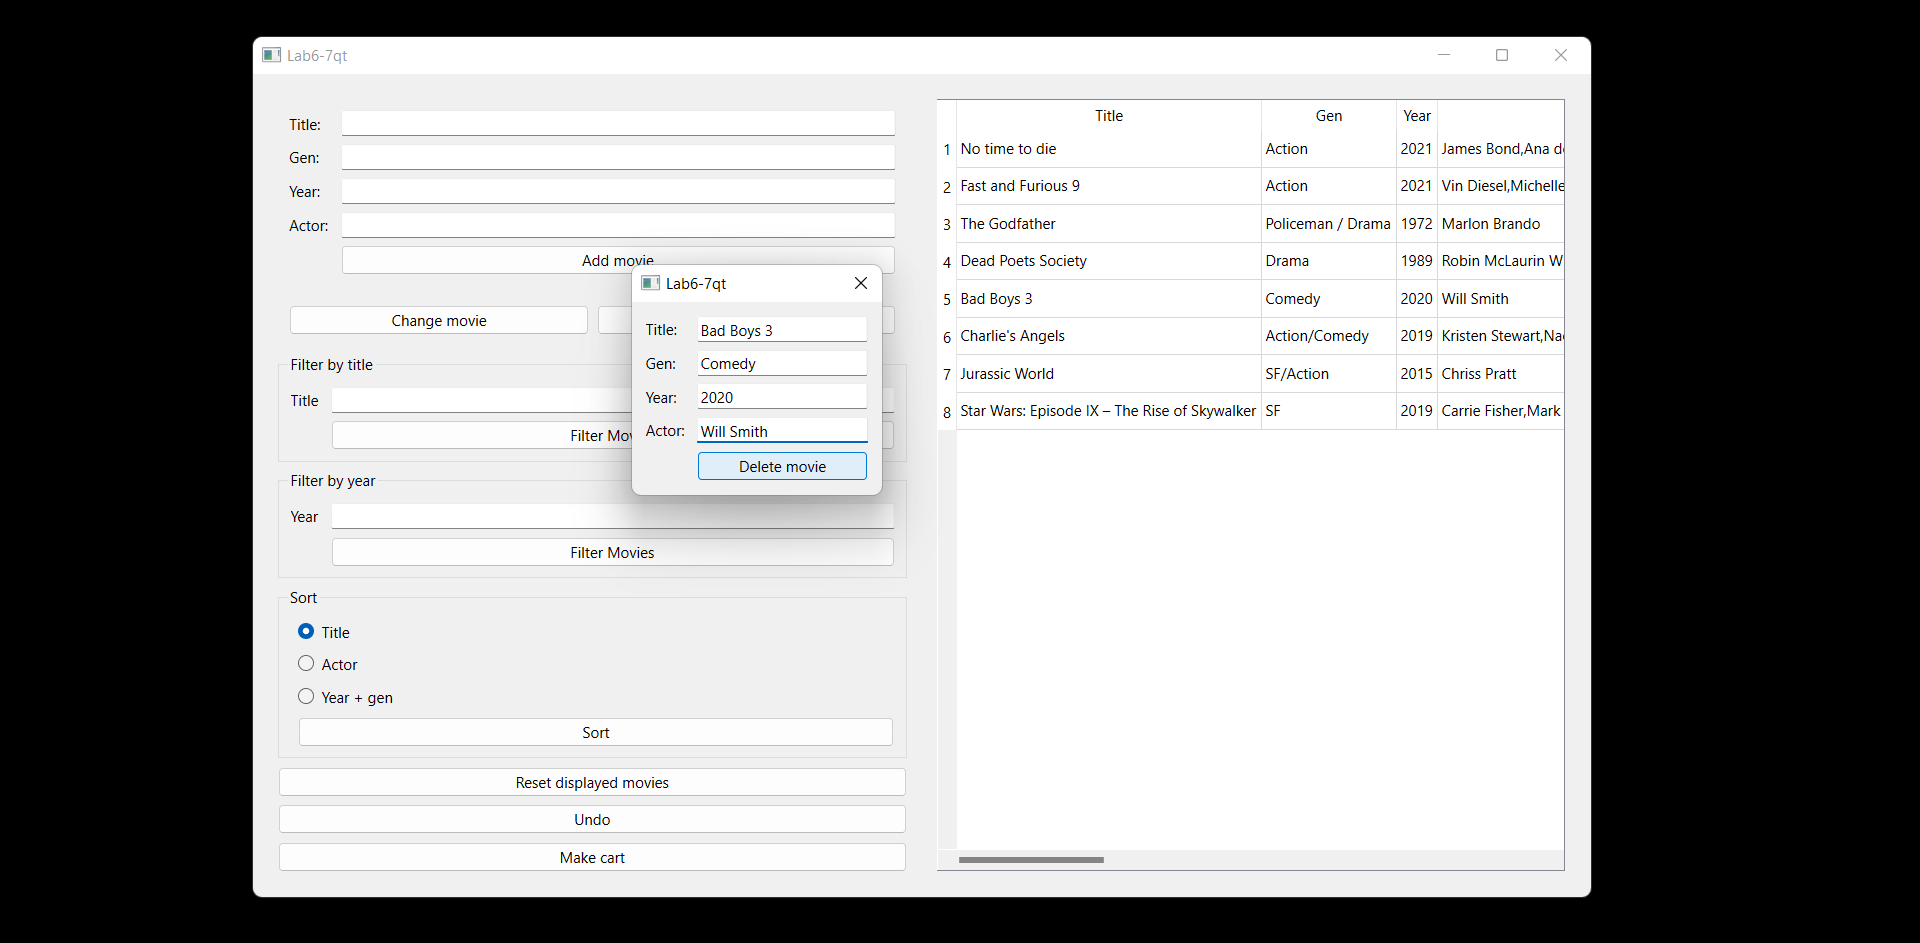 Lab6-7qt
Title:
Gen:
Year:
Actor:
Add movie
Change movie
Filter by title
Title
Filter Mov
Filter by year
Year
Filter Movies
Sort
Title
Actor
Year + gen
Sort
Reset displayed movies
Undo
Make cart
Lab6-7qt
Title: Bad Boys 3
Gen: Comedy
Year: 2020
Actor: Will Smith
Delete movie
Title Gen Year
1 No time to die Action 2021 James Bond,Ana d
2 Fast and Furious 9 Action 2021 Vin Diesel,Michelle
3 The Godfather Policeman / Drama 1972 Marlon Brando
4 Dead Poets Society Drama 1989 Robin McLaurin W
5 Bad Boys 3 Comedy 2020 Will Smith
6 Charlie's Angels Action/Comedy 2019 Kristen Stewart,Na
7 Jurassic World SF/Action 2015 Chriss Pratt
8 Star Wars: Episode IX – The Rise of Skywalker SF 2019 Carrie Fisher,Mark